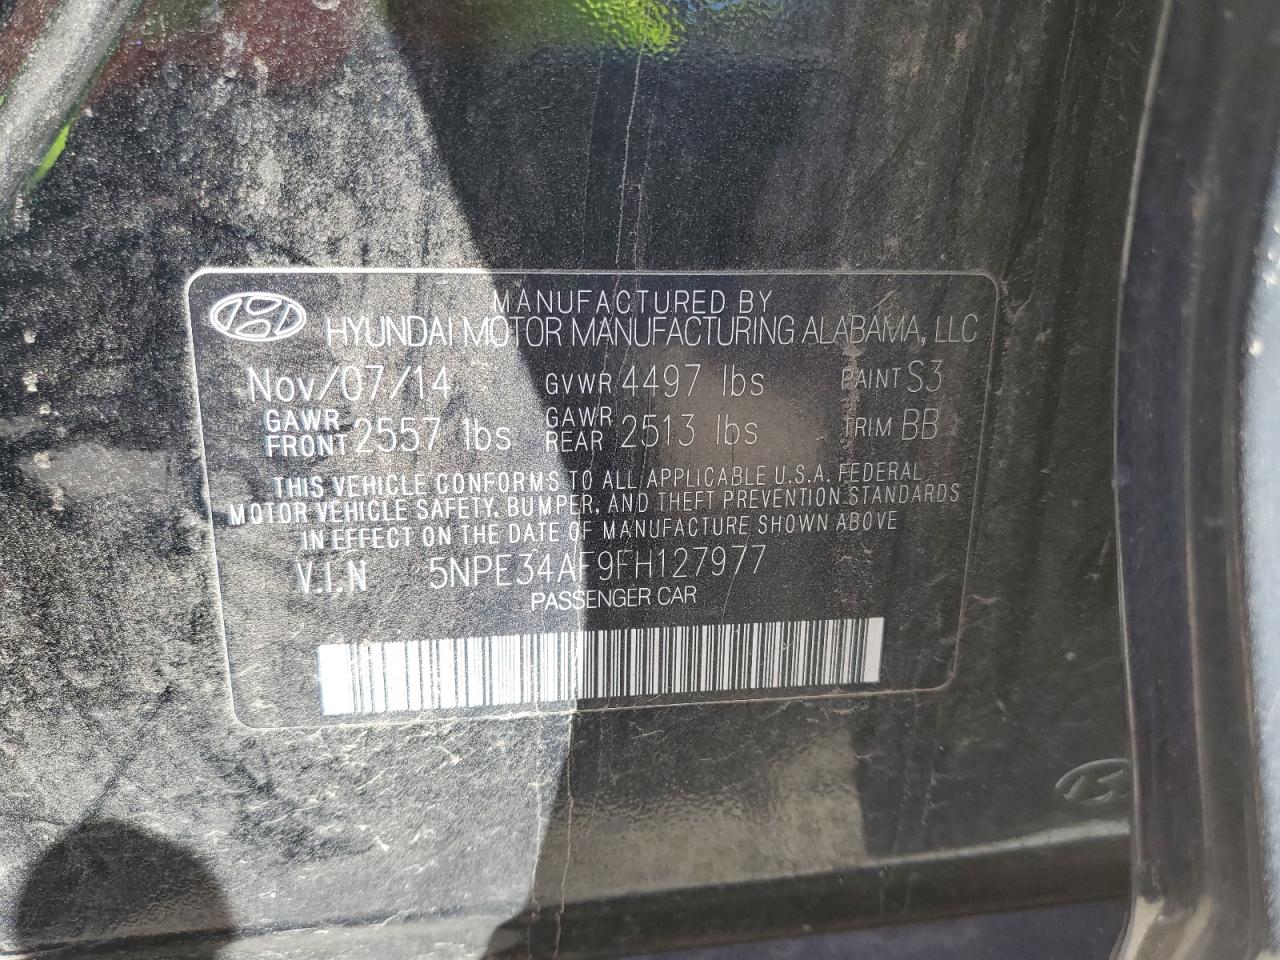 MANUFACTURED BY
HYUNDAI MOTOR MANUFACTURING ALABAMA, LLC
Nov/07/14 GVWR 4497 lbs PAINT S3
GAWR FRONT 2557 lbs GAWR REAR 2513 lbs TRIM BB
THIS VEHICLE CONFORMS TO ALL APPLICABLE U.S.A. FEDERAL
MOTOR VEHICLE SAFETY, BUMPER, AND THEFT PREVENTION STANDARDS
IN EFFECT ON THE DATE OF MANUFACTURE SHOWN ABOVE
V.I.N 5NPE34AF9FH127977
PASSENGER CAR